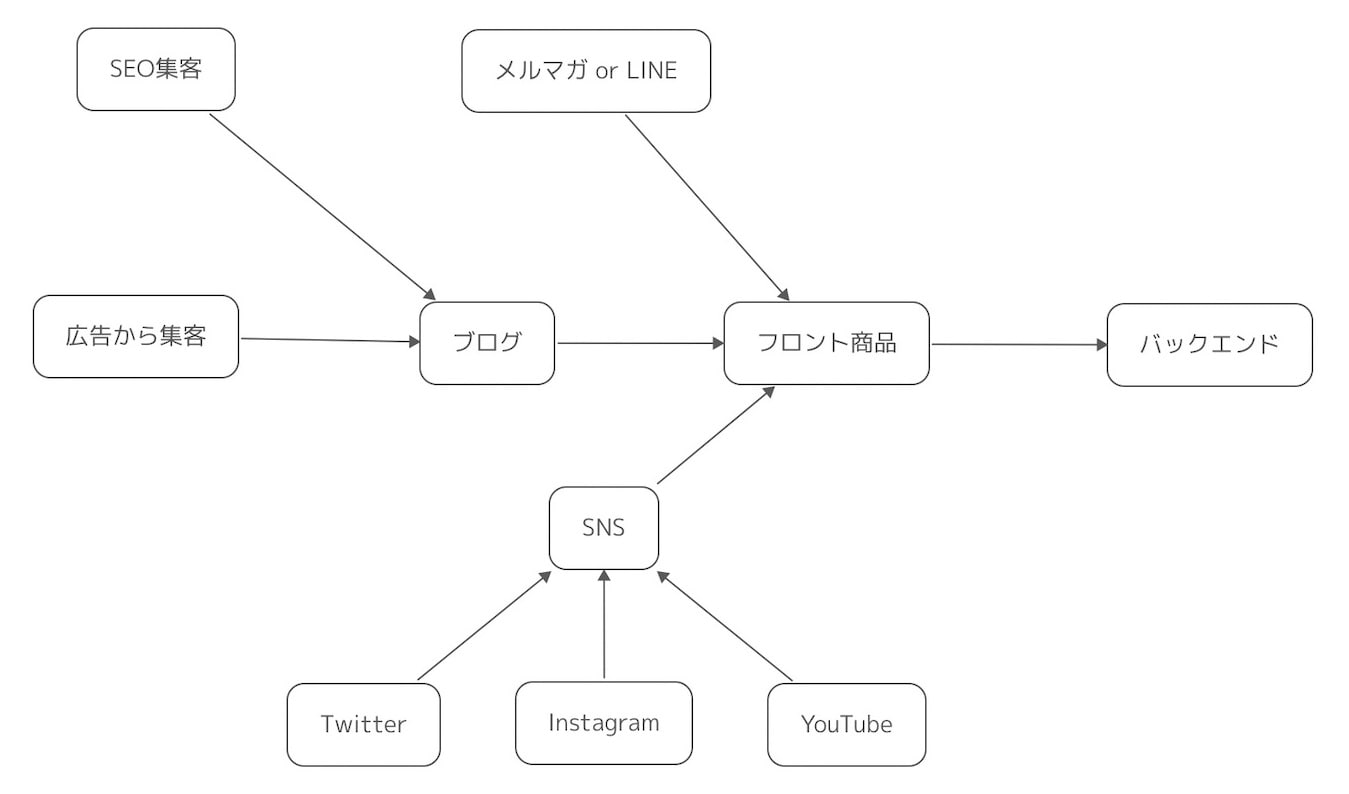 SEO集客
メルマガ or LINE
広告から集客
ブログ
フロント商品
バックエンド
SNS
Twitter
Instagram
YouTube